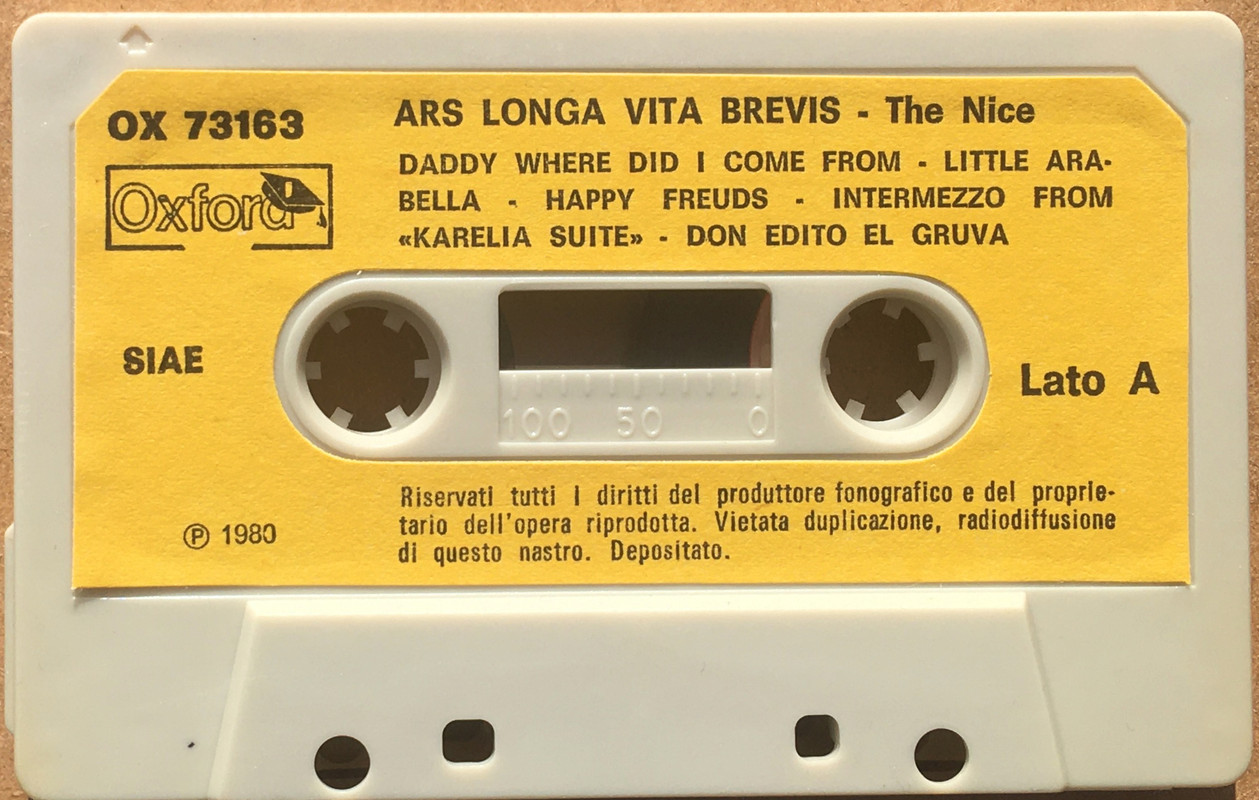 OX 73163
Oxford
ARS LONGA VITA BREVIS - The Nice
DADDY WHERE DID I COME FROM - LITTLE ARA-
BELLA - HAPPY FREUDS - INTERMEZZO FROM
«KARELIA SUITE» - DON EDITO EL GRUVA
SIAE
100 50 0
Lato A
Riservati tutti i diritti del produttore fonografico e del proprie-
tario dell'opera riprodotta. Vietata duplicazione, radiodiffusione
di questo nastro. Depositato.
℗ 1980